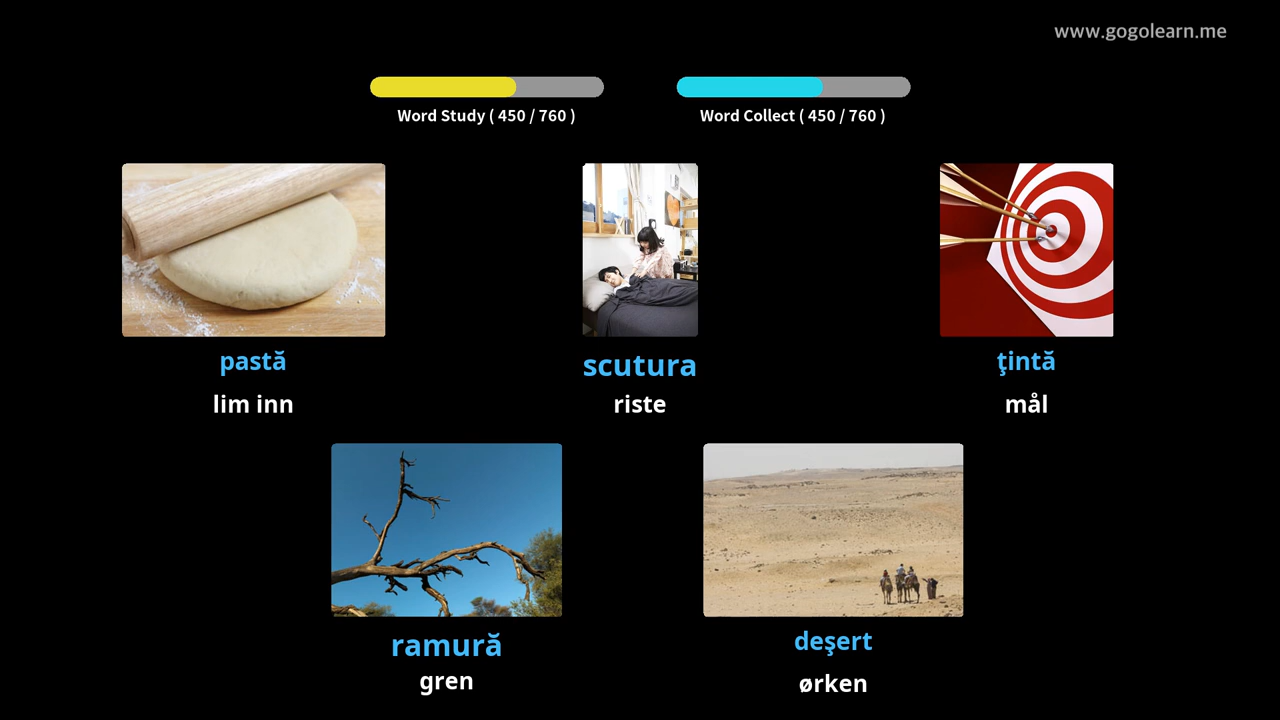 www.gogolearn.me
Word Study ( 450 / 760 )
Word Collect ( 450 / 760 )
pastă
scutura
ţintă
lim inn
riste
mål
ramură
deşert
gren
ørken